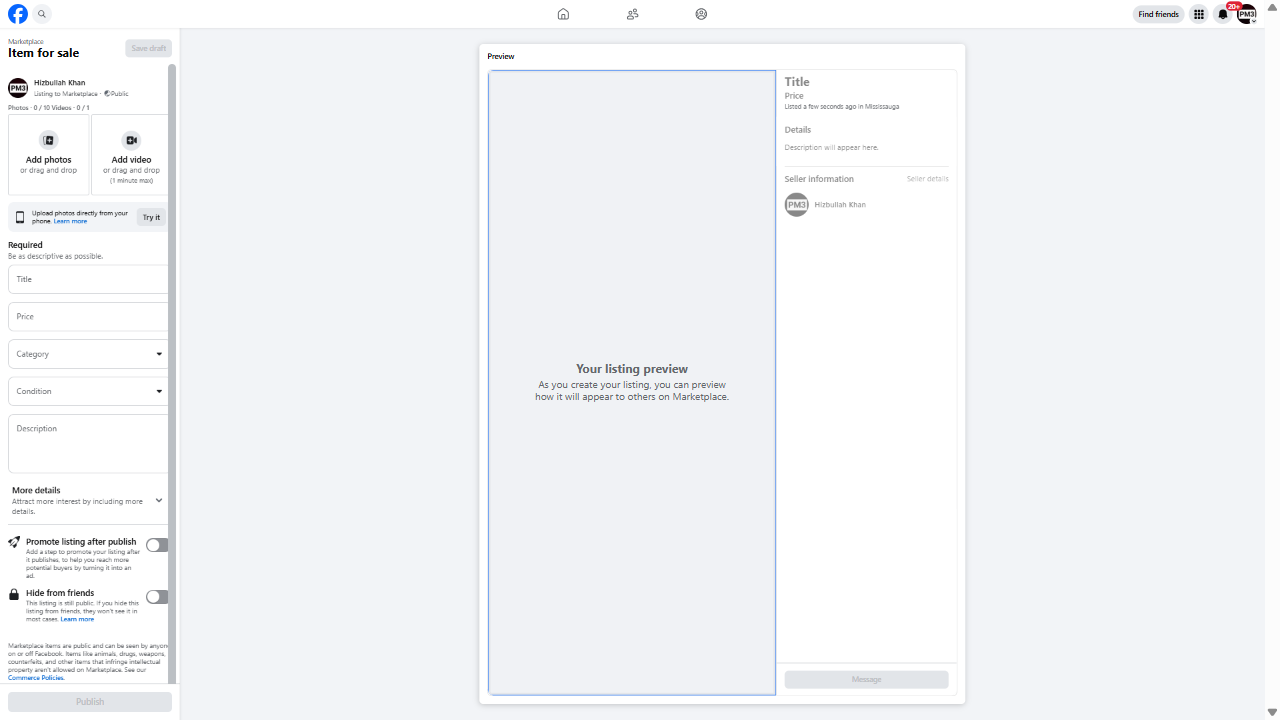 Find friends
20+
PM3
Marketplace
Item for sale
Save draft
PM3
Hizbullah Khan
Listing to Marketplace · Public
Photos · 0 / 10 Videos · 0 / 1
Add photos
or drag and drop
Add video
or drag and drop
(1 minute max)
Upload photos directly from your
phone. Learn more
Try it
Required
Be as descriptive as possible.
Title
Price
Category
Condition
Description
More details
Attract more interest by including more
details.
Promote listing after publish
Add a step to promote your listing after
it publishes, to help you reach more
potential buyers by turning it into an
ad.
Hide from friends
This listing is still public. If you hide this
listing from friends, they won't see it in
most cases. Learn more
Marketplace items are public and can be seen by anyone
on or off Facebook. Items like animals, drugs, weapons,
counterfeits, and other items that infringe intellectual
property aren't allowed on Marketplace. See our
Commerce Policies.
Publish
Preview
Your listing preview
As you create your listing, you can preview
how it will appear to others on Marketplace.
Title
Price
Listed a few seconds ago in Mississauga
Details
Description will appear here.
Seller information
Seller details
PM3
Hizbullah Khan
Message